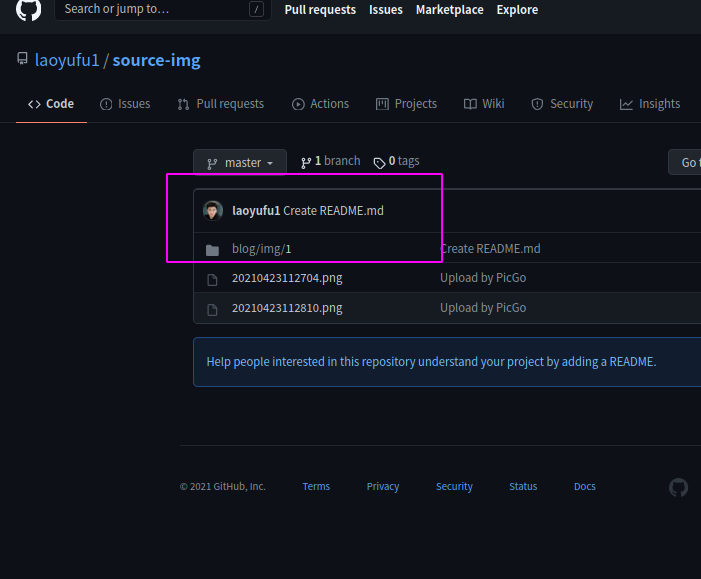 Search or jump to… /
Pull requests Issues Marketplace Explore
laoyufu1 / source-img
Code Issues Pull requests Actions Projects Wiki Security Insights
master 1 branch 0 tags Go
laoyufu1 Create README.md
blog/img/1 Create README.md
20210423112704.png Upload by PicGo
20210423112810.png Upload by PicGo
Help people interested in this repository understand your project by adding a README.
© 2021 GitHub, Inc. Terms Privacy Security Status Docs